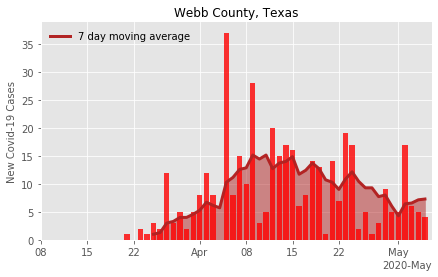 Webb County, Texas
7 day moving average
New Covid-19 Cases
35
30
25
20
15
10
5
0
08
15
22
Apr
08
15
22
May
2020-May